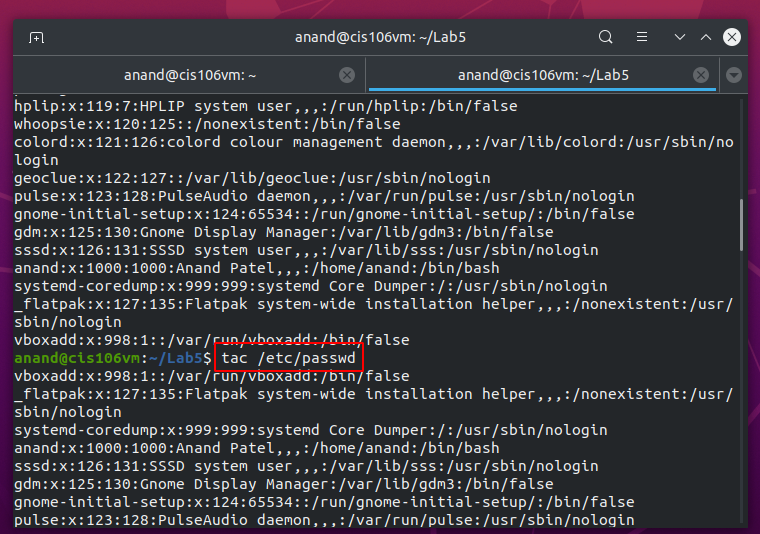 anand@cis106vm: ~/Lab5
anand@cis106vm: ~
anand@cis106vm: ~/Lab5
hplip:x:119:7:HPLIP system user,,,:/run/hplip:/bin/false
whoopsie:x:120:125::/nonexistent:/bin/false
colord:x:121:126:colord colour management daemon,,,:/var/lib/colord:/usr/sbin/no
login
geoclue:x:122:127::/var/lib/geoclue:/usr/sbin/nologin
pulse:x:123:128:PulseAudio daemon,,,:/var/run/pulse:/usr/sbin/nologin
gnome-initial-setup:x:124:65534::/run/gnome-initial-setup/:/bin/false
gdm:x:125:130:Gnome Display Manager:/var/lib/gdm3:/bin/false
sssd:x:126:131:SSSD system user,,,:/var/lib/sss:/usr/sbin/nologin
anand:x:1000:1000:Anand Patel,,,:/home/anand:/bin/bash
systemd-coredump:x:999:999:systemd Core Dumper:/:/usr/sbin/nologin
_flatpak:x:127:135:Flatpak system-wide installation helper,,,:/nonexistent:/usr/
sbin/nologin
vboxadd:x:998:1::/var/run/vboxadd:/bin/false
anand@cis106vm:~/Lab5$ tac /etc/passwd
vboxadd:x:998:1::/var/run/vboxadd:/bin/false
_flatpak:x:127:135:Flatpak system-wide installation helper,,,:/nonexistent:/usr/
sbin/nologin
systemd-coredump:x:999:999:systemd Core Dumper:/:/usr/sbin/nologin
anand:x:1000:1000:Anand Patel,,,:/home/anand:/bin/bash
sssd:x:126:131:SSSD system user,,,:/var/lib/sss:/usr/sbin/nologin
gdm:x:125:130:Gnome Display Manager:/var/lib/gdm3:/bin/false
gnome-initial-setup:x:124:65534::/run/gnome-initial-setup/:/bin/false
pulse:x:123:128:PulseAudio daemon,,,:/var/run/pulse:/usr/sbin/nologin